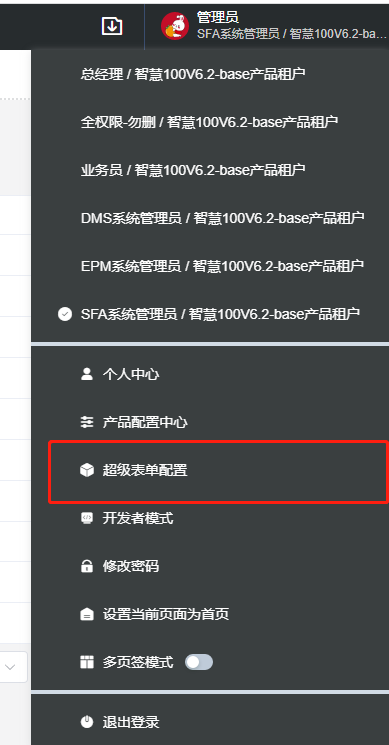 管理员
SFA系统管理员 / 智慧100V6.2-ba...
总经理 / 智慧100V6.2-base产品租户
全权限-勿删 / 智慧100V6.2-base产品租户
业务员 / 智慧100V6.2-base产品租户
DMS系统管理员 / 智慧100V6.2-base产品租户
EPM系统管理员 / 智慧100V6.2-base产品租户
SFA系统管理员 / 智慧100V6.2-base产品租户
个人中心
产品配置中心
超级表单配置
开发者模式
修改密码
设置当前页面为首页
多页签模式
退出登录